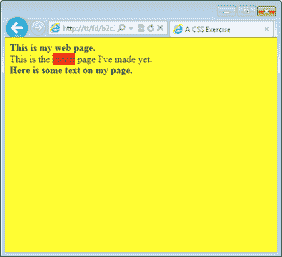 http://
A CSS Exercise
This is my web page.
This is the page I've made yet.
Here is some text on my page.